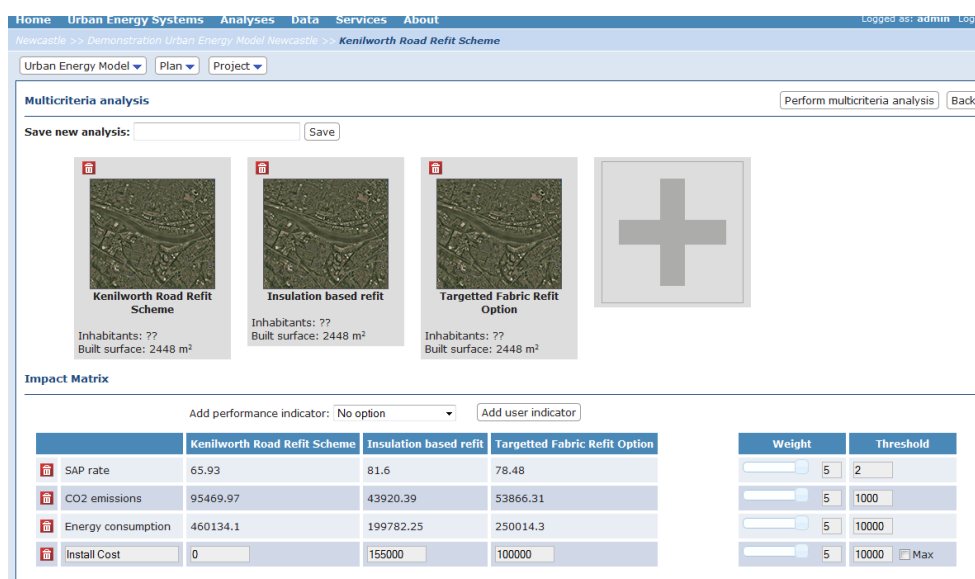 Home Urban Energy Systems Analyses Data Services About Logged as: admin Log
Newcastle >> Demonstration Urban Energy Model Newcastle >> Kenilworth Road Refit Scheme
Urban Energy Model Plan Project
Multicriteria analysis Perform multicriteria analysis Back
Save new analysis: Save
Kenilworth Road Refit
Scheme
Inhabitants: ??
Built surface: 2448 m²
Insulation based refit
Inhabitants: ??
Built surface: 2448 m²
Targetted Fabric Refit
Option
Inhabitants: ??
Built surface: 2448 m²
Impact Matrix
Add performance indicator: No option Add user indicator
Kenilworth Road Refit Scheme Insulation based refit Targetted Fabric Refit Option Weight Threshold
SAP rate 65.93 81.6 78.48 5 2
CO2 emissions 95469.97 43920.39 53866.31 5 1000
Energy consumption 460134.1 199782.25 250014.3 5 10000
Install Cost 0 155000 100000 5 10000 Max